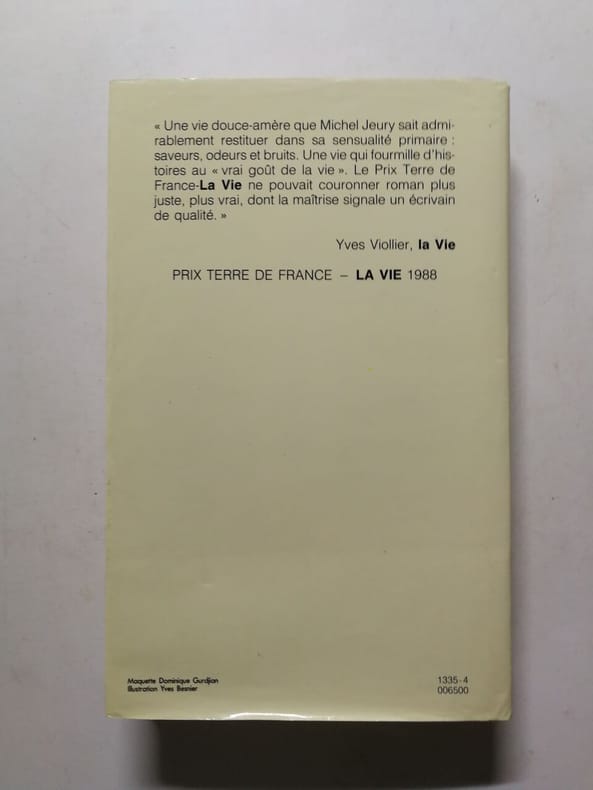 « Une vie douce-amère que Michel Jeury sait admi-
rablement restituer dans sa sensualité primaire :
saveurs, odeurs et bruits. Une vie qui fourmille d'his-
toires au « vrai goût de la vie ». Le Prix Terre de
France-La Vie ne pouvait couronner roman plus
juste, plus vrai, dont la maîtrise signale un écrivain
de qualité. »
Yves Viollier, la Vie
PRIX TERRE DE FRANCE – LA VIE 1988
Maquette Dominique Gurdjian
Illustration Yves Besnier
1335-4
006500